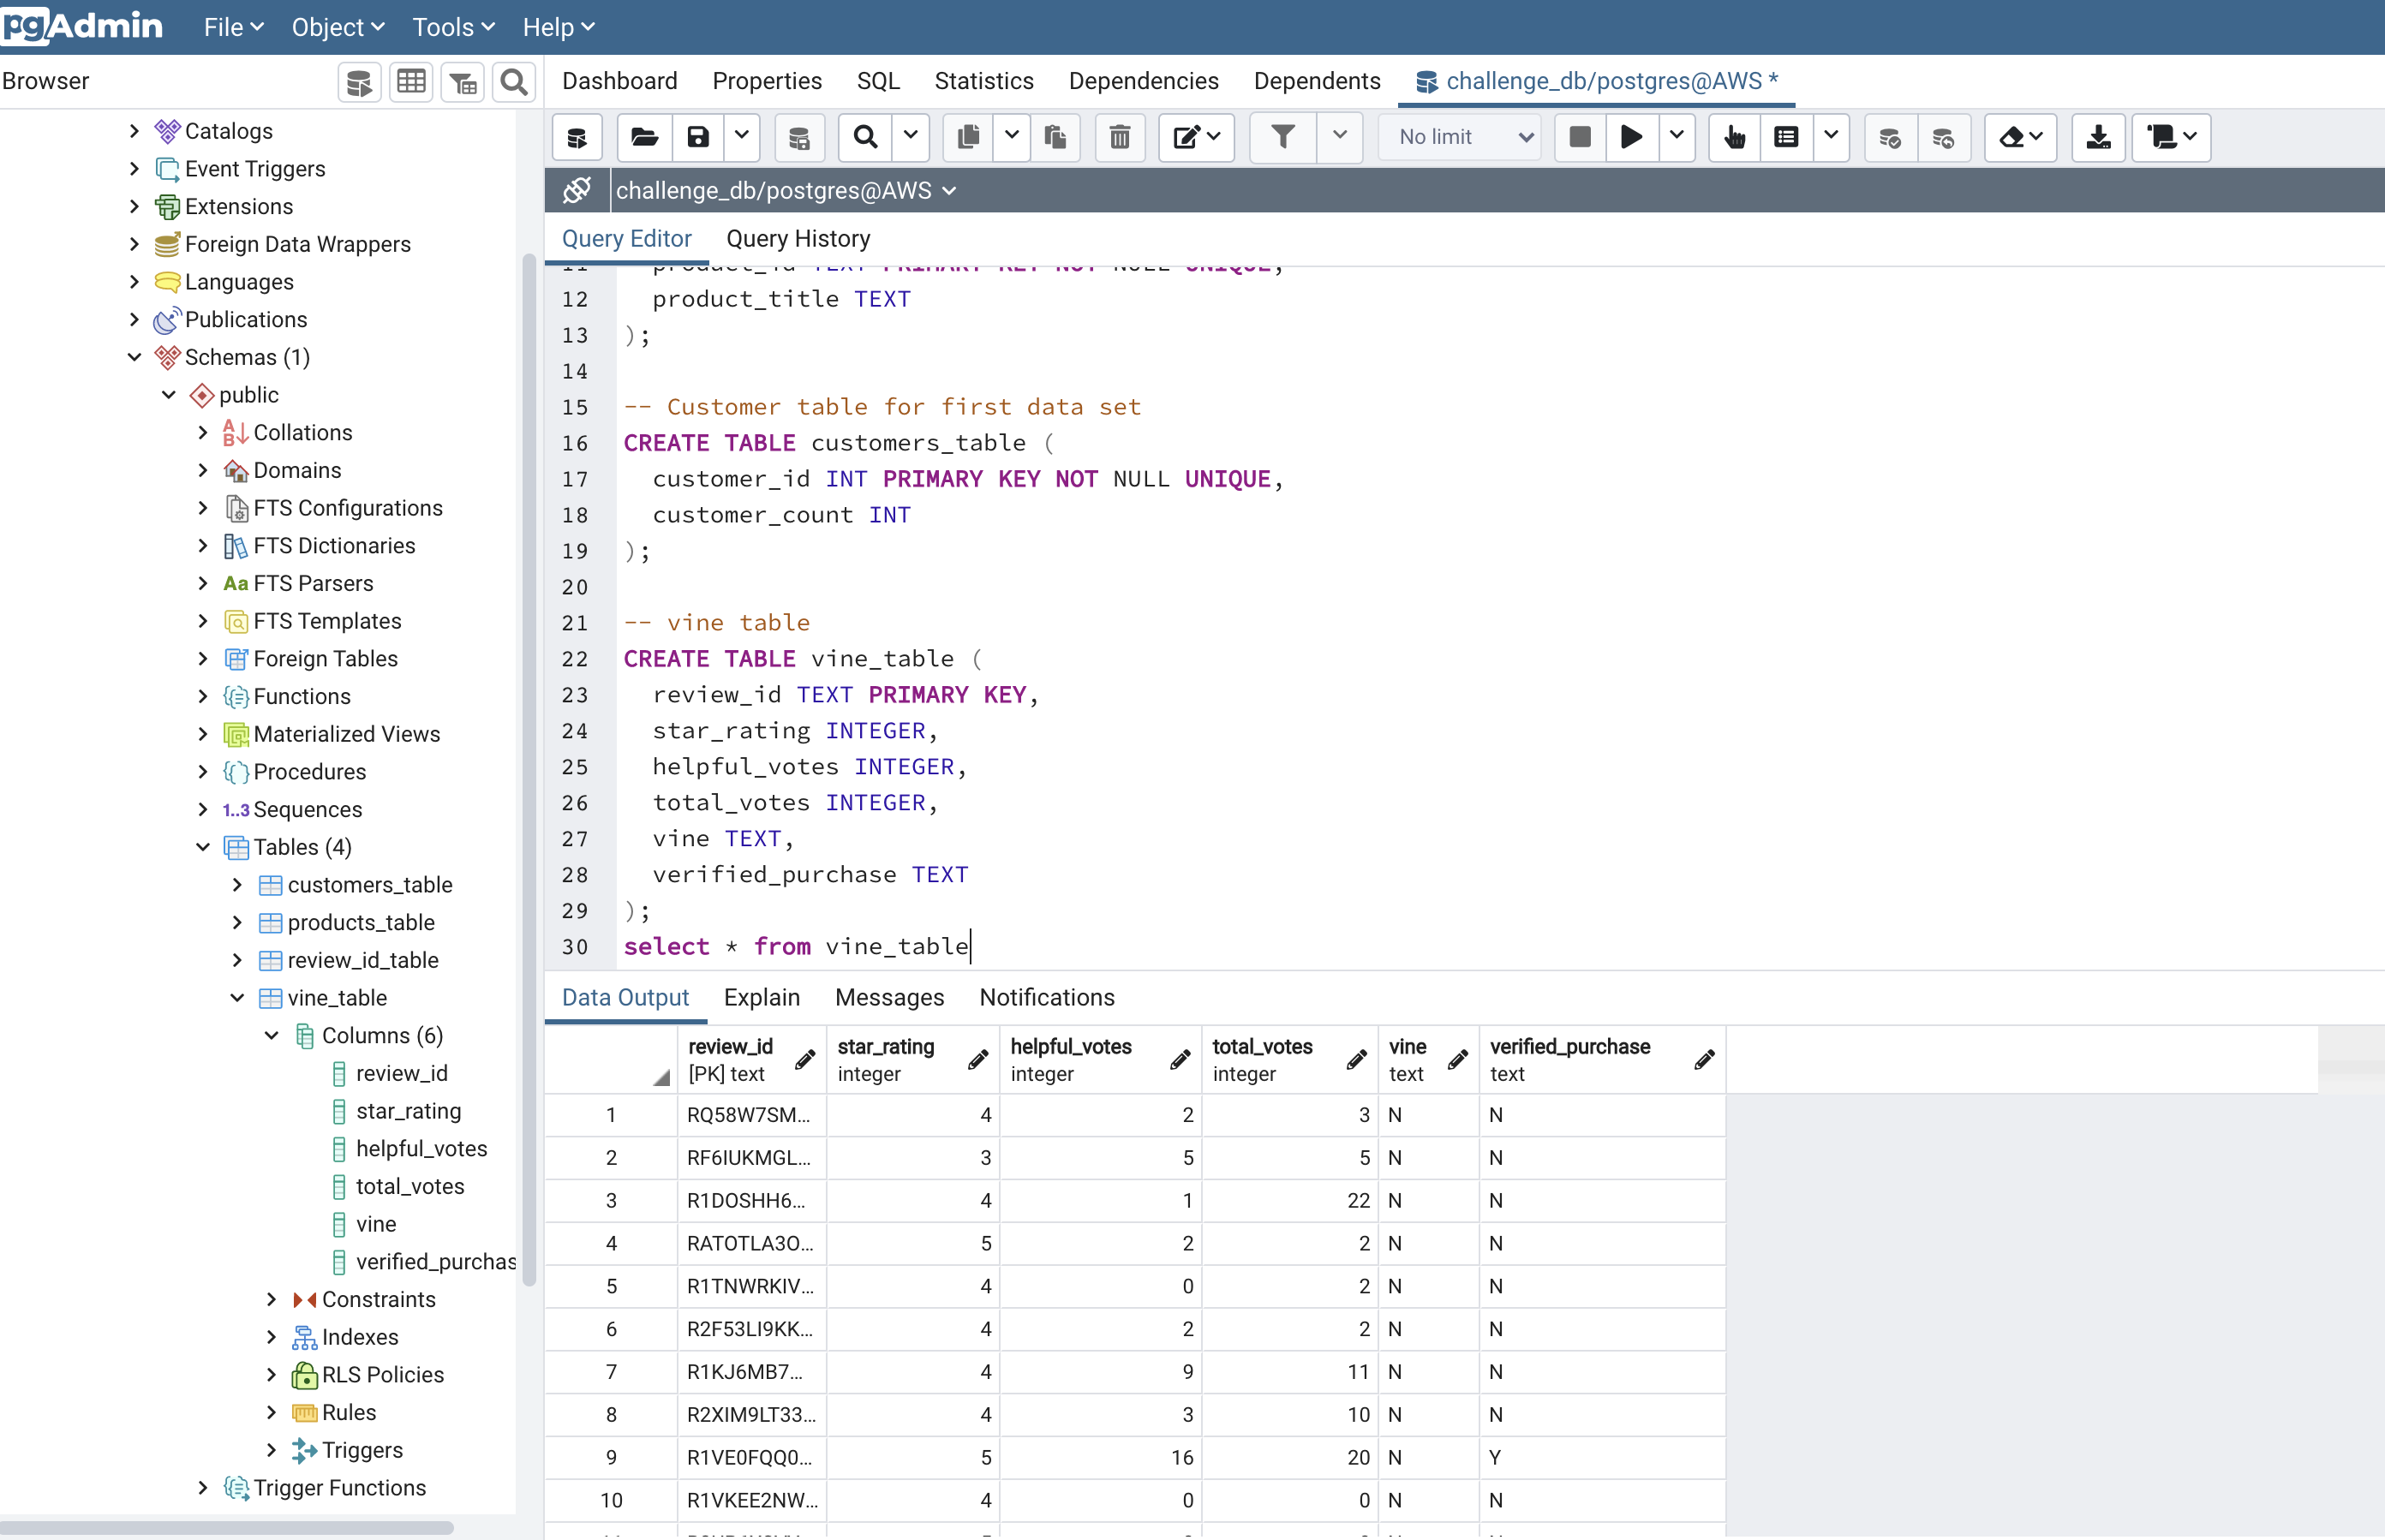 pgAdmin File Object Tools Help
Browser
Dashboard Properties SQL Statistics Dependencies Dependents challenge_db/postgres@AWS *
No limit
challenge_db/postgres@AWS
Query Editor Query History
Catalogs
Event Triggers
Extensions
Foreign Data Wrappers
Languages
Publications
Schemas (1)
public
Collations
Domains
FTS Configurations
FTS Dictionaries
Aa FTS Parsers
FTS Templates
Foreign Tables
Functions
Materialized Views
Procedures
1..3 Sequences
Tables (4)
customers_table
products_table
review_id_table
vine_table
Columns (6)
review_id
star_rating
helpful_votes
total_votes
vine
verified_purchas
Constraints
Indexes
RLS Policies
Rules
Triggers
Trigger Functions
11 product_id TEXT PRIMARY KEY NOT NULL UNIQUE,
12 product_title TEXT
13 );
14
15 -- Customer table for first data set
16 CREATE TABLE customers_table (
17 customer_id INT PRIMARY KEY NOT NULL UNIQUE,
18 customer_count INT
19 );
20
21 -- vine table
22 CREATE TABLE vine_table (
23 review_id TEXT PRIMARY KEY,
24 star_rating INTEGER,
25 helpful_votes INTEGER,
26 total_votes INTEGER,
27 vine TEXT,
28 verified_purchase TEXT
29 );
30 select * from vine_table
Data Output Explain Messages Notifications
review_id star_rating helpful_votes total_votes vine verified_purchase
[PK] text integer integer integer text text
1 RQ58W7SM... 4 2 3 N N
2 RF6IUKMGL... 3 5 5 N N
3 R1DOSHH6... 4 1 22 N N
4 RATOTLA3O... 5 2 2 N N
5 R1TNWRKIV... 4 0 2 N N
6 R2F53LI9KK... 4 2 2 N N
7 R1KJ6MB7... 4 9 11 N N
8 R2XIM9LT33... 4 3 10 N N
9 R1VE0FQQ0... 5 16 20 N Y
10 R1VKEE2NW... 4 0 0 N N